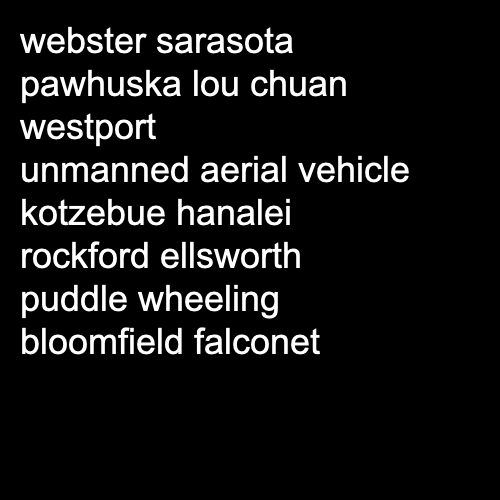 webster sarasota
pawhuska lou chuan
westport
unmanned aerial vehicle
kotzebue hanalei
rockford ellsworth
puddle wheeling
bloomfield falconet